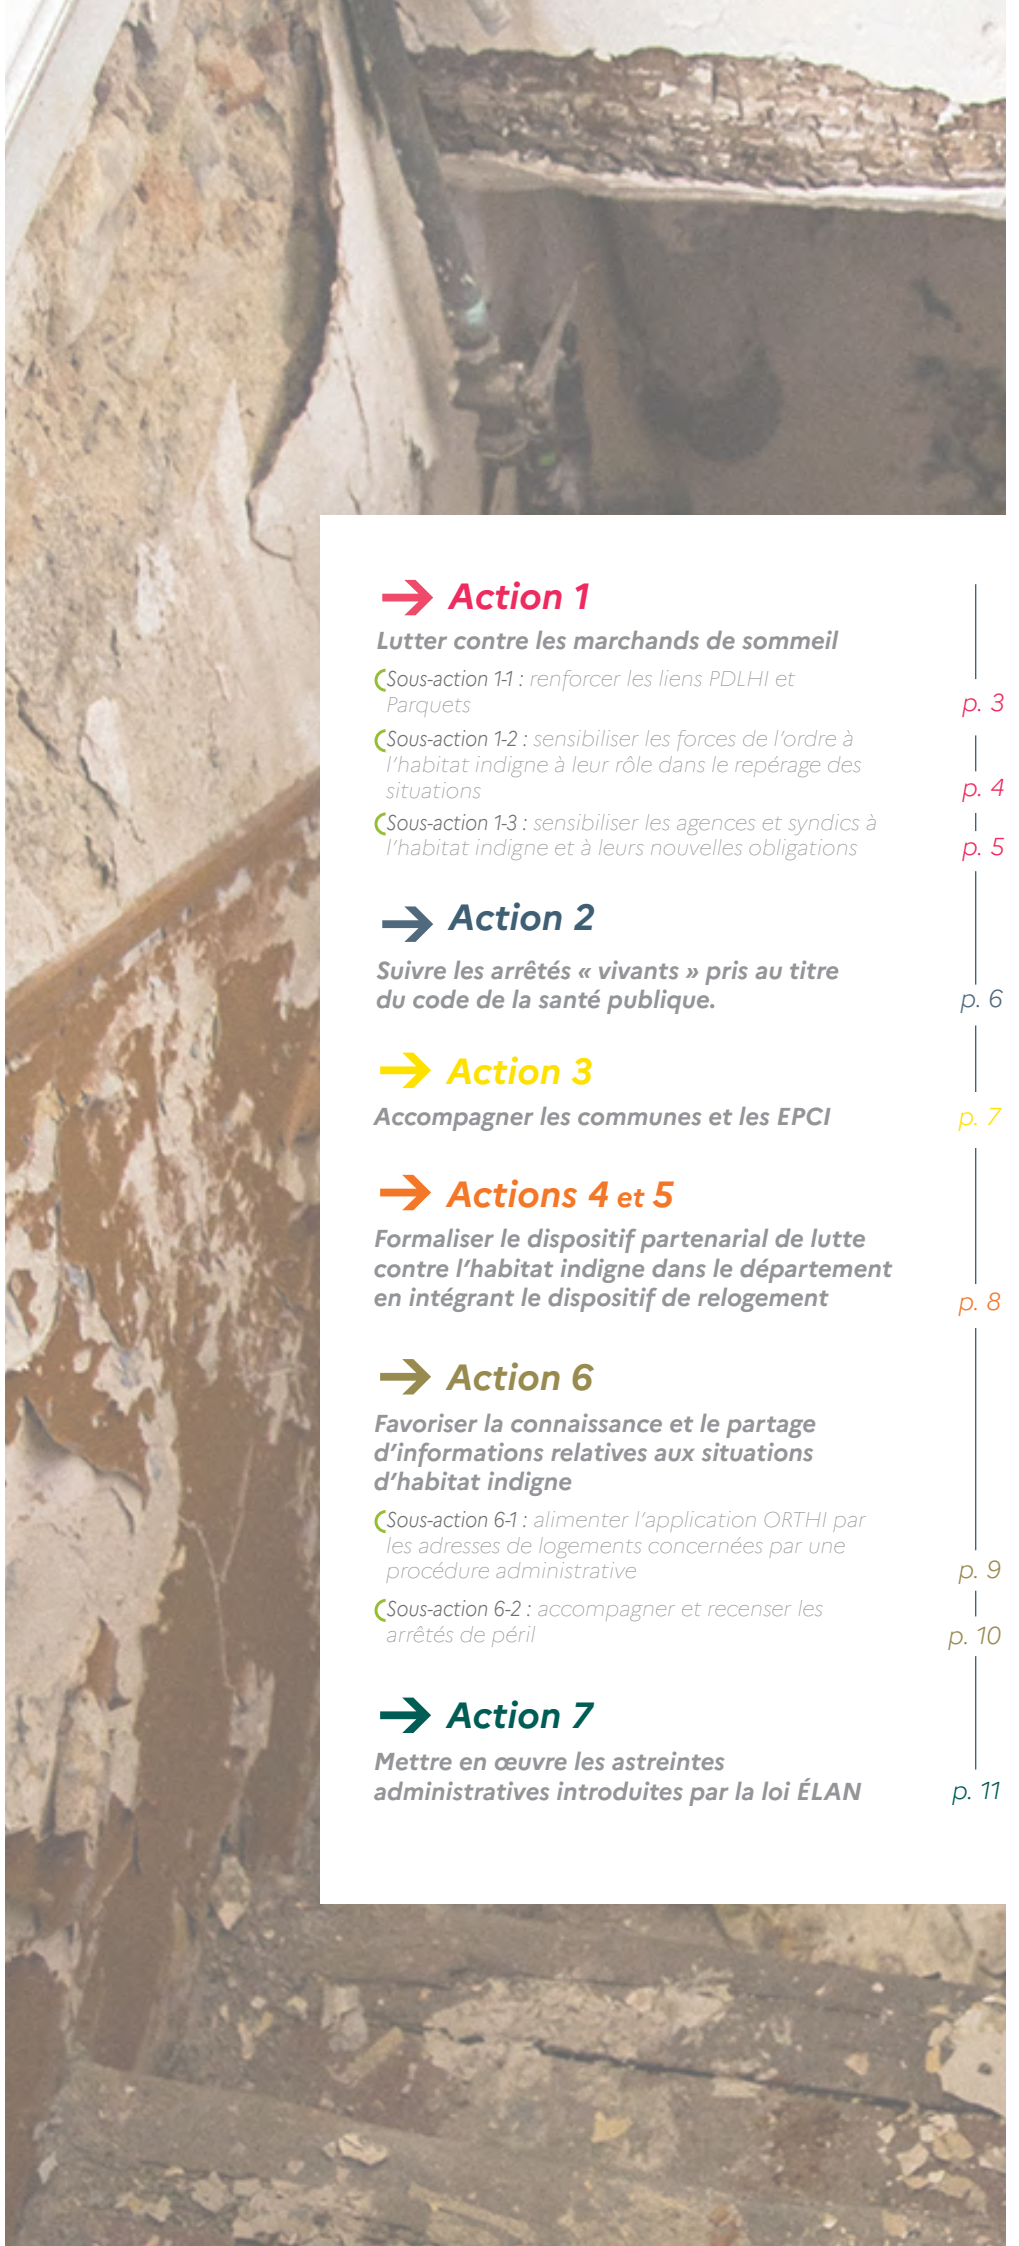 Action 1
Lutter contre les marchands de sommeil
Sous-action 1-1 : renforcer les liens PDLHI et
Parquets
p. 3
Sous-action 1-2 : sensibiliser les forces de l'ordre à
l'habitat indigne à leur rôle dans le repérage des
situations
p. 4
Sous-action 1-3 : sensibiliser les agences et syndics à
l'habitat indigne et à leurs nouvelles obligations
p. 5
Action 2
Suivre les arrêtés « vivants » pris au titre
du code de la santé publique.
p. 6
Action 3
Accompagner les communes et les EPCI
p. 7
Actions 4 et 5
Formaliser le dispositif partenarial de lutte
contre l'habitat indigne dans le département
en intégrant le dispositif de relogement
p. 8
Action 6
Favoriser la connaissance et le partage
d'informations relatives aux situations
d'habitat indigne
Sous-action 6-1 : alimenter l'application ORTHI par
les adresses de logements concernées par une
procédure administrative
p. 9
Sous-action 6-2 : accompagner et recenser les
arrêtés de péril
p. 10
Action 7
Mettre en œuvre les astreintes
administratives introduites par la loi ÉLAN
p. 11